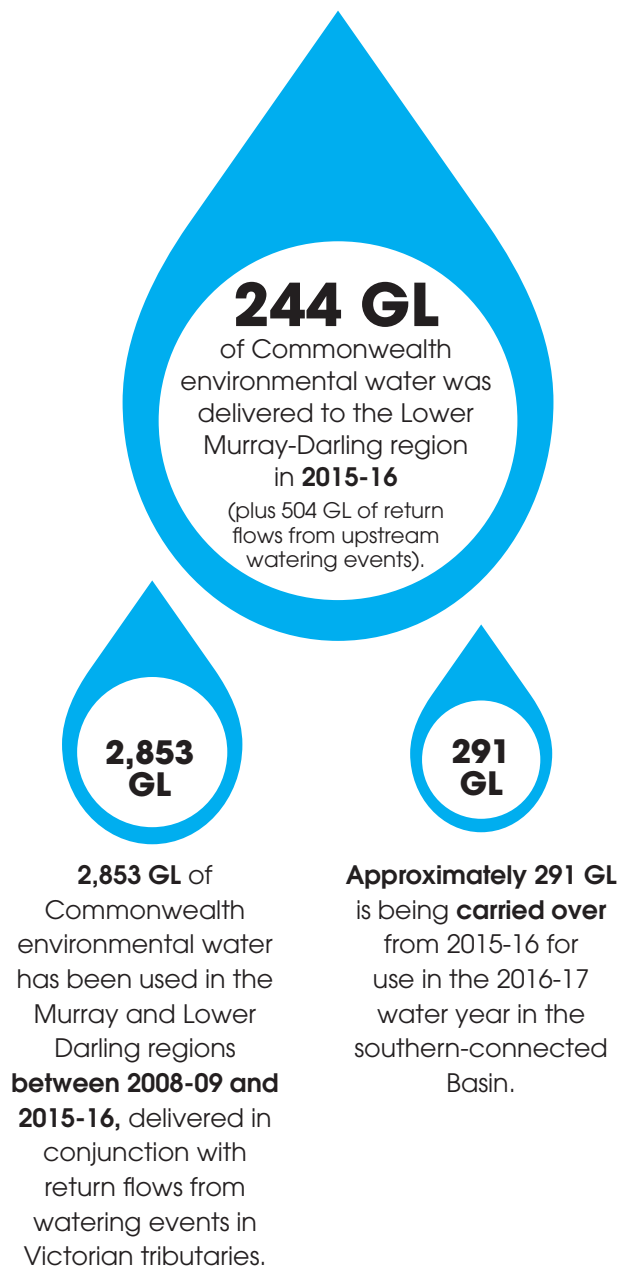 244 GL
of Commonwealth
environmental water was
delivered to the Lower
Murray-Darling region
in 2015-16
(plus 504 GL of return
flows from upstream
watering events).
2,853
GL
2,853 GL of
Commonwealth
environmental water
has been used in the
Murray and Lower
Darling regions
between 2008-09 and
2015-16, delivered in
conjunction with
return flows from
watering events in
Victorian tributaries.
291
GL
Approximately 291 GL
is being carried over
from 2015-16 for
use in the 2016-17
water year in the
southern-connected
Basin.